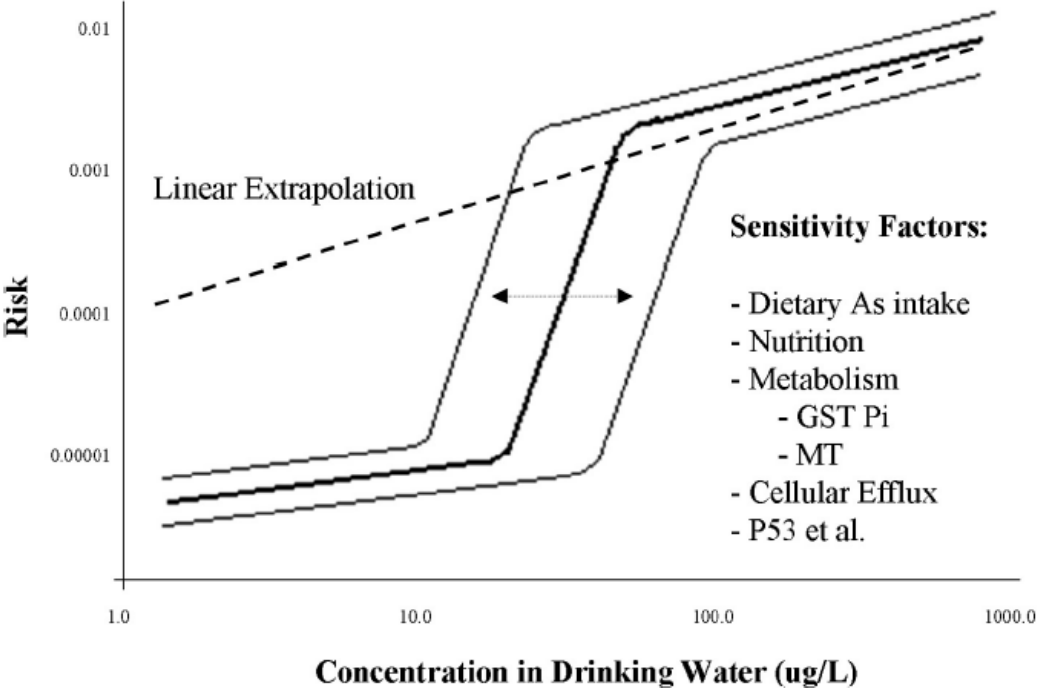 0.01
0.001
0.0001
0.00001
Risk
Linear Extrapolation
Sensitivity Factors:
- Dietary As intake
- Nutrition
- Metabolism
- GST Pi
- MT
- Cellular Efflux
- P53 et al.
1.0
10.0
100.0
1000.0
Concentration in Drinking Water (ug/L)